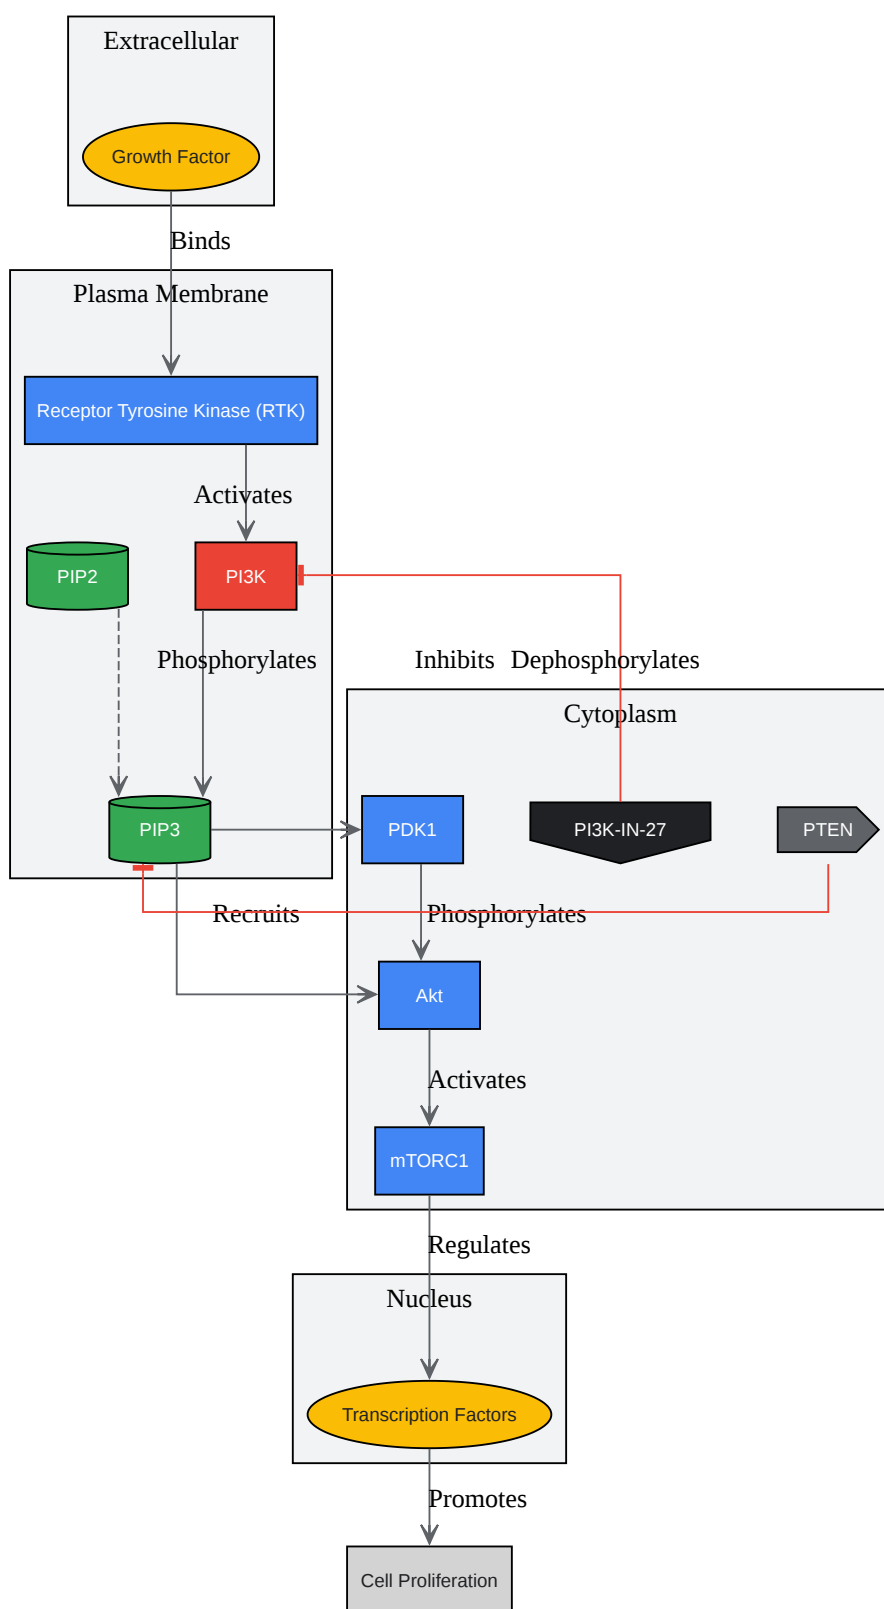 Extracellular
Growth Factor
Binds
Plasma Membrane
Receptor Tyrosine Kinase (RTK)
Activates
PIP2
PI3K
Phosphorylates
Inhibits
Dephosphorylates
Cytoplasm
PIP3
PDK1
PI3K-IN-27
PTEN
Recruits
Phosphorylates
Akt
Activates
mTORC1
Regulates
Nucleus
Transcription Factors
Promotes
Cell Proliferation